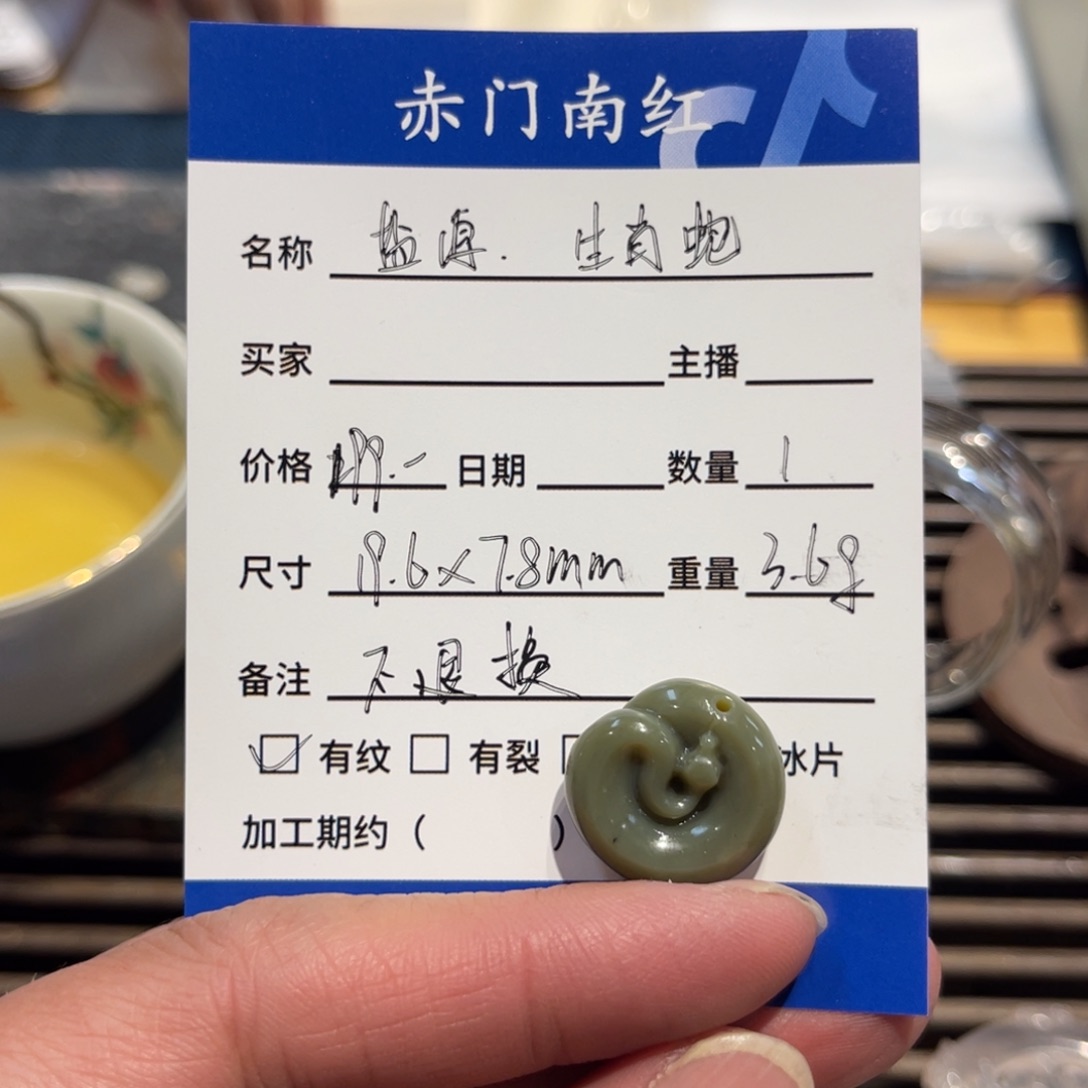 赤门南红
名称 盐源. 生肖蛇
买家 主播
价格 日期 数量 1
尺寸 19.6×7.8mm 重量 3.6g
备注 不退换
有纹 有裂 冰片
加工期约( )